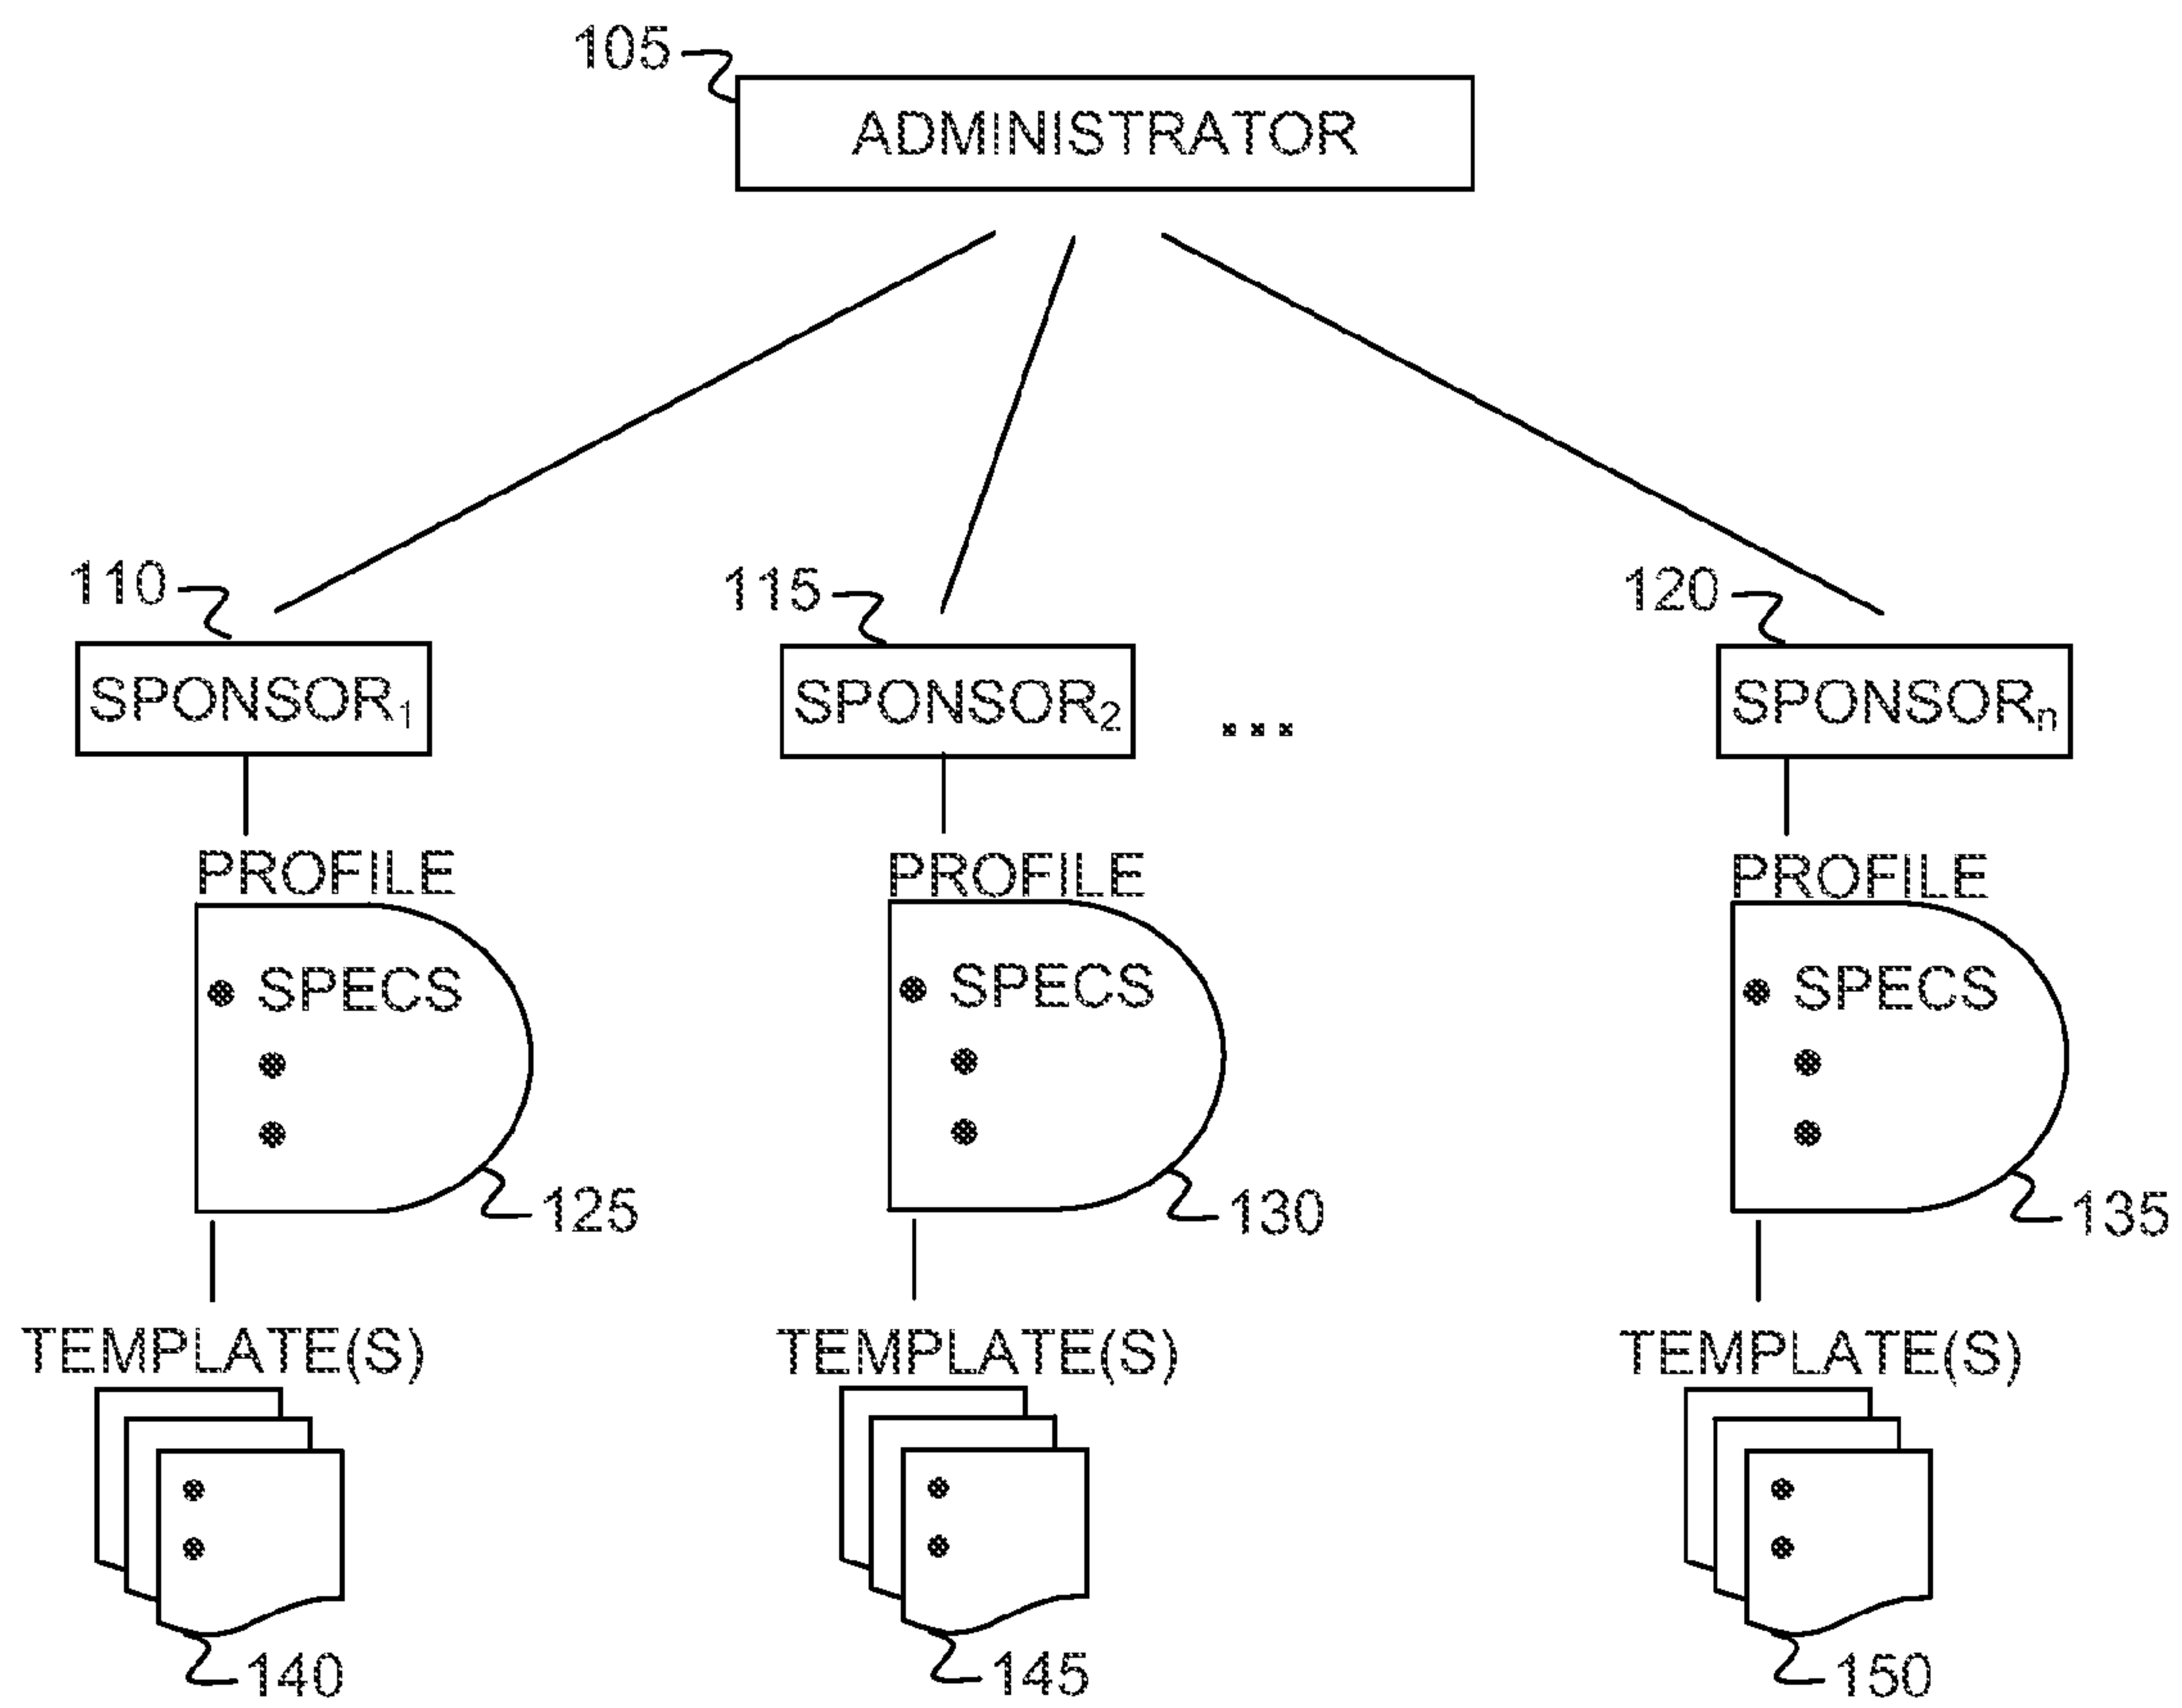 105
ADMINISTRATOR
110
115
120
SPONSOR₁
SPONSOR₂
...
SPONSORₙ
PROFILE
PROFILE
PROFILE
• SPECS
• SPECS
• SPECS
125
130
135
TEMPLATE(S)
TEMPLATE(S)
TEMPLATE(S)
140
145
150